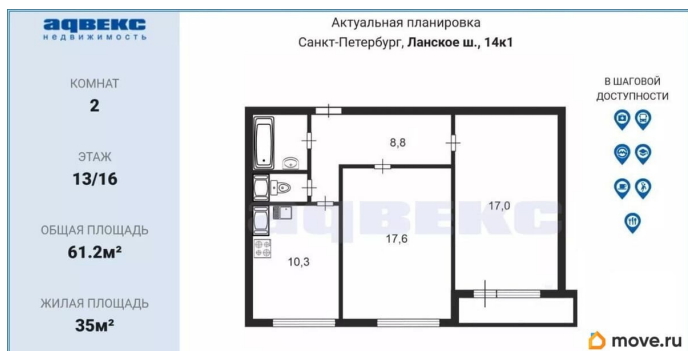 адвекс
недвижимость
КОМНАТ
2
ЭТАЖ
13/16
ОБЩАЯ ПЛОЩАДЬ
61.2м²
ЖИЛАЯ ПЛОЩАДЬ
35м²
Актуальная планировка
Санкт-Петербург, Ланское ш., 14к1
8,8
17,0
17,6
10,3
адвекс
В ШАГОВОЙ
ДОСТУПНОСТИ
move.ru